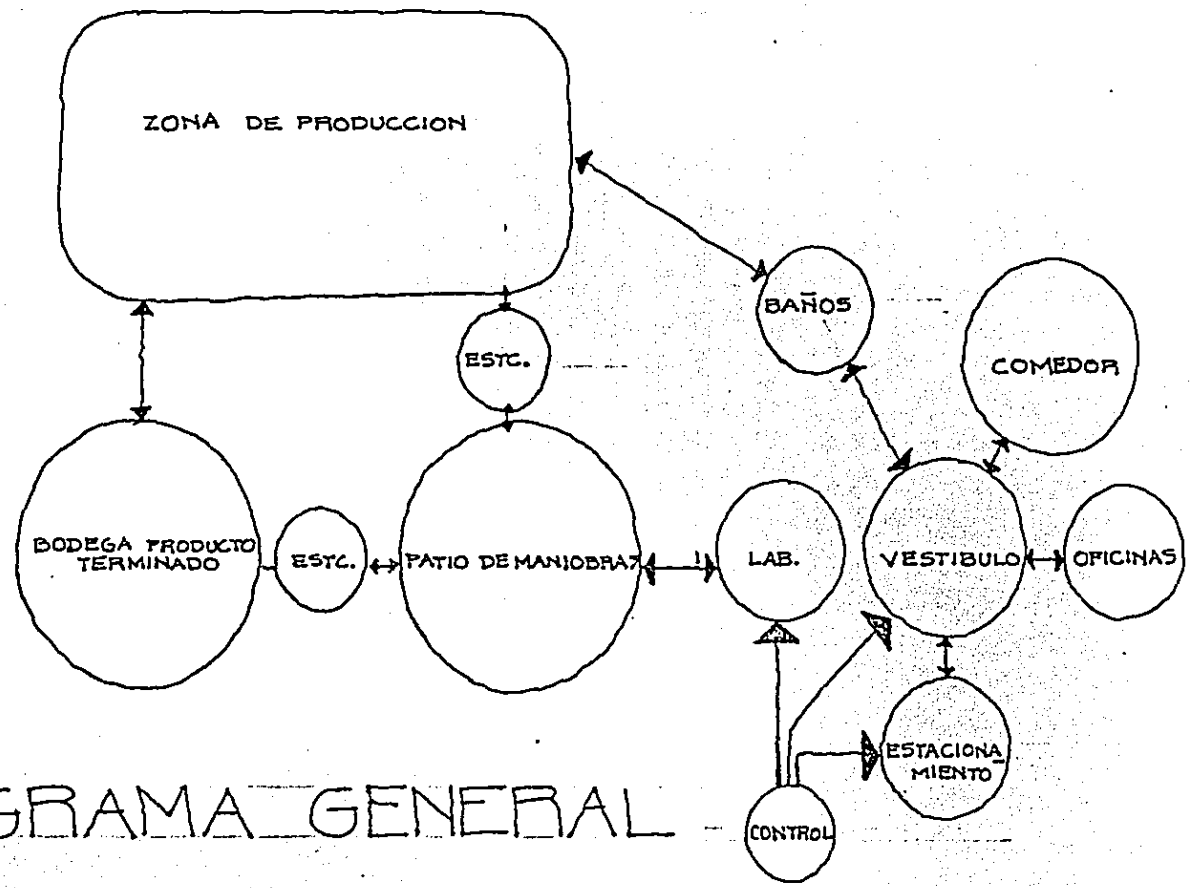 ZONA DE PRODUCCION
BAÑOS
ESTC.
COMEDOR
BODEGA PRODUCTO
TERMINADO
ESTC.
PATIO DE MANIOBRAS
LAB.
VESTIBULO
OFICINAS
ESTACIONA
MIENTO
GRAMA GENERAL
CONTROL